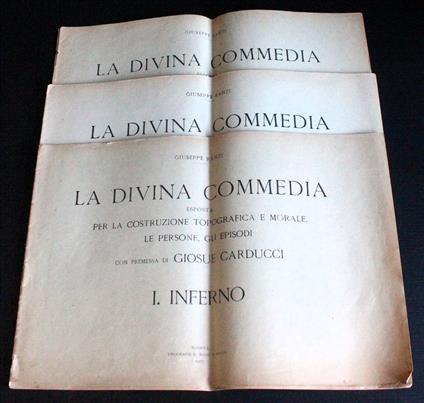 GIUSEPPE
LA DIVINA COMMEDIA
GIUSEPPE
LA DIVINA COMMEDIA
GIUSEPPE
LA DIVINA COMMEDIA
ESPOSTA
PER LA COSTRUZIONE TOPOGRAFICA E MORALE,
LE PERSONE, GLI EPISODI
CON PREMESSA DI GIOSUE CARDUCCI
I. INFERNO